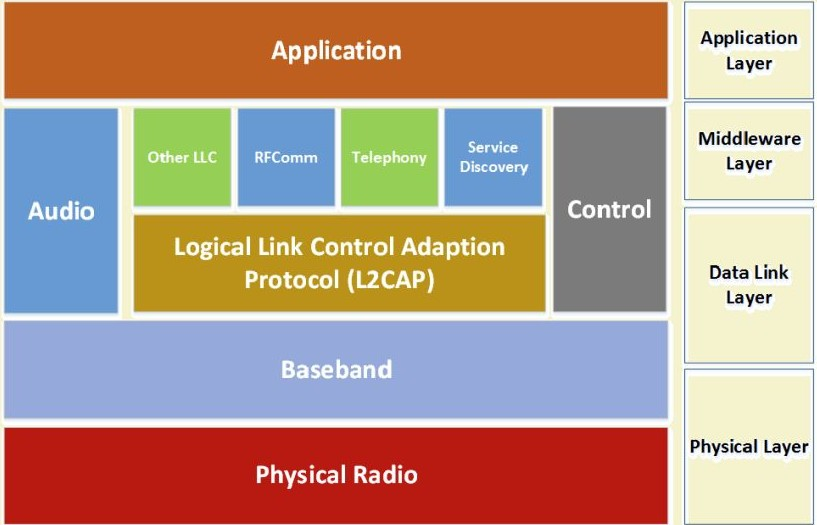 Application
Application
Layer
Audio
Other LLC
RFComm
Telephony
Service
Discovery
Control
Middleware
Layer
Logical Link Control Adaption
Protocol (L2CAP)
Data Link
Layer
Baseband
Physical Radio
Physical Layer